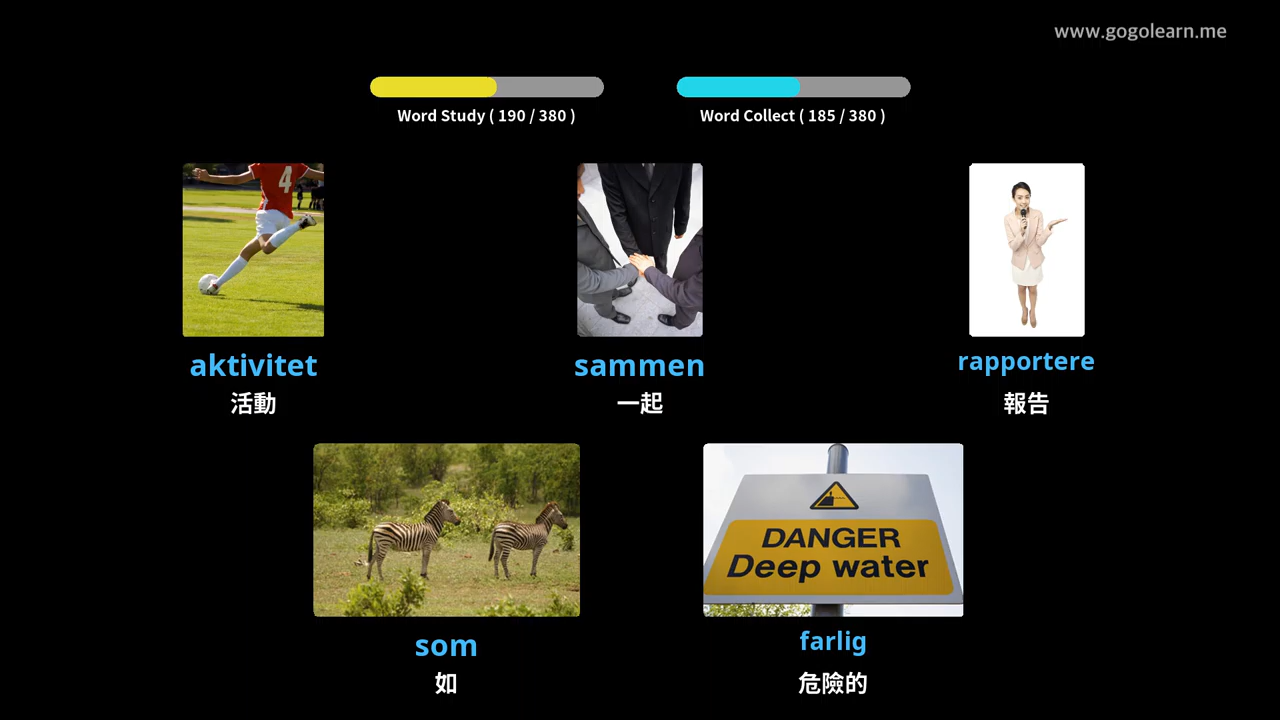 www.gogolearn.me
Word Study ( 190 / 380 )
Word Collect ( 185 / 380 )
4
aktivitet
活動
sammen
一起
rapportere
報告
DANGER
Deep water
som
如
farlig
危險的